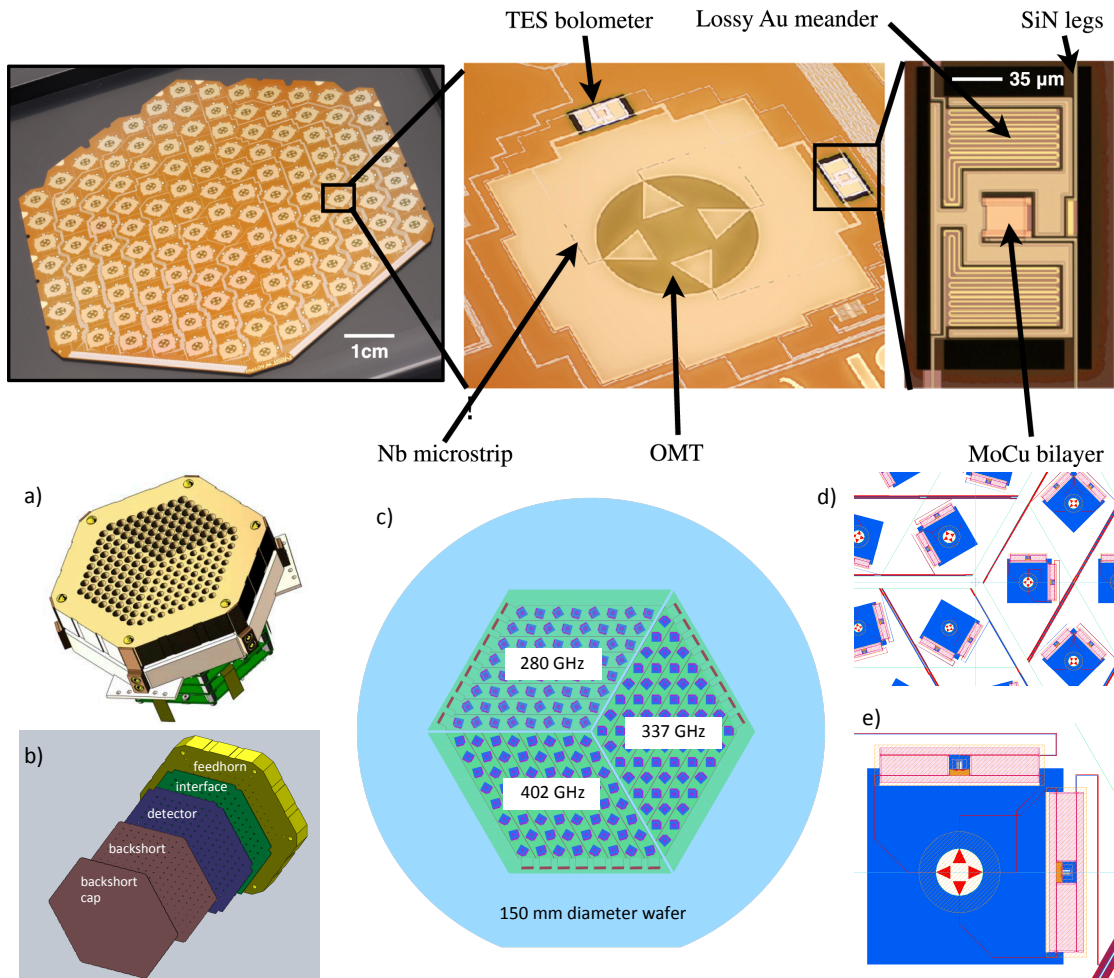 TES bolometer
Lossy Au meander
SiN legs
35 µm
1cm
!
Nb microstrip
OMT
MoCu bilayer
a)
b)
feedhorn
interface
detector
backshort
backshort
cap
c)
280 GHz
337 GHz
402 GHz
150 mm diameter wafer
d)
e)